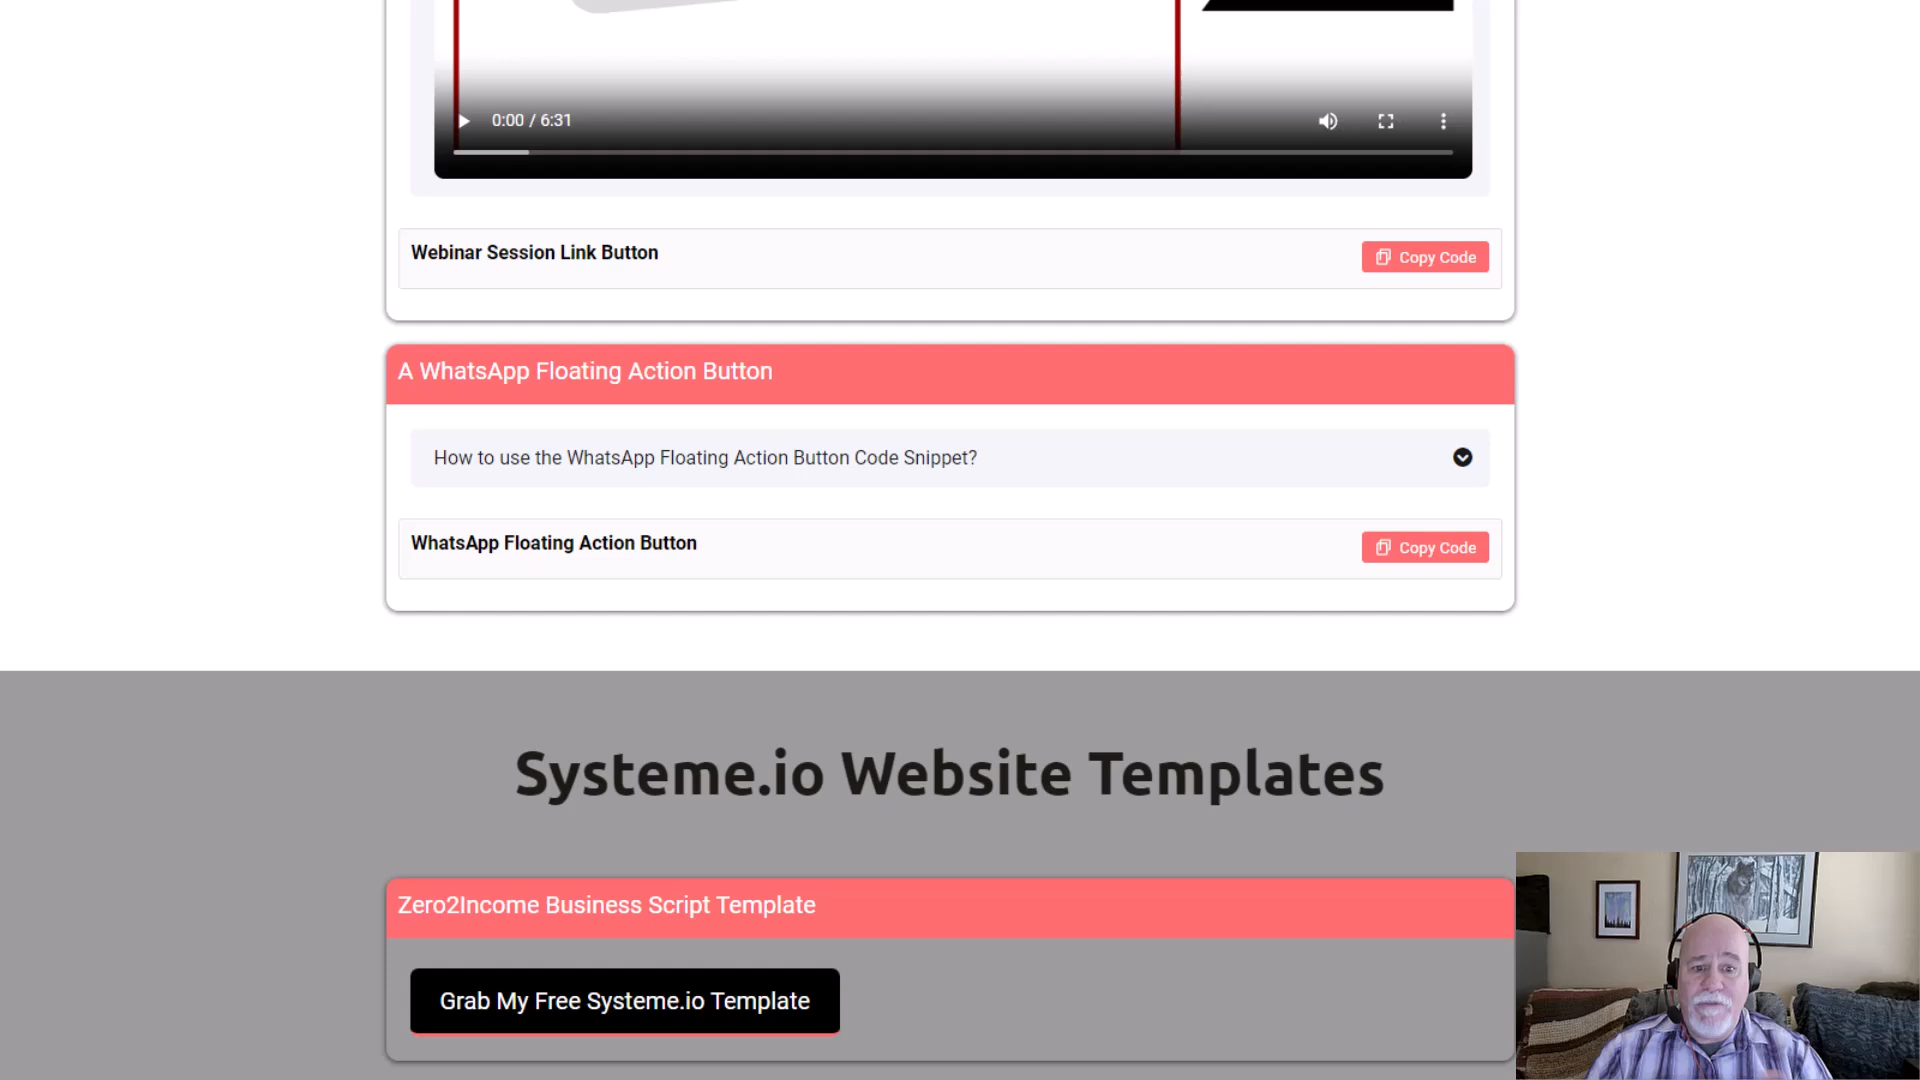 0:00 / 6:31
Webinar Session Link Button
Copy Code
A WhatsApp Floating Action Button
How to use the WhatsApp Floating Action Button Code Snippet?
WhatsApp Floating Action Button
Copy Code
Systeme.io Website Templates
Zero2Income Business Script Template
Grab My Free Systeme.io Template